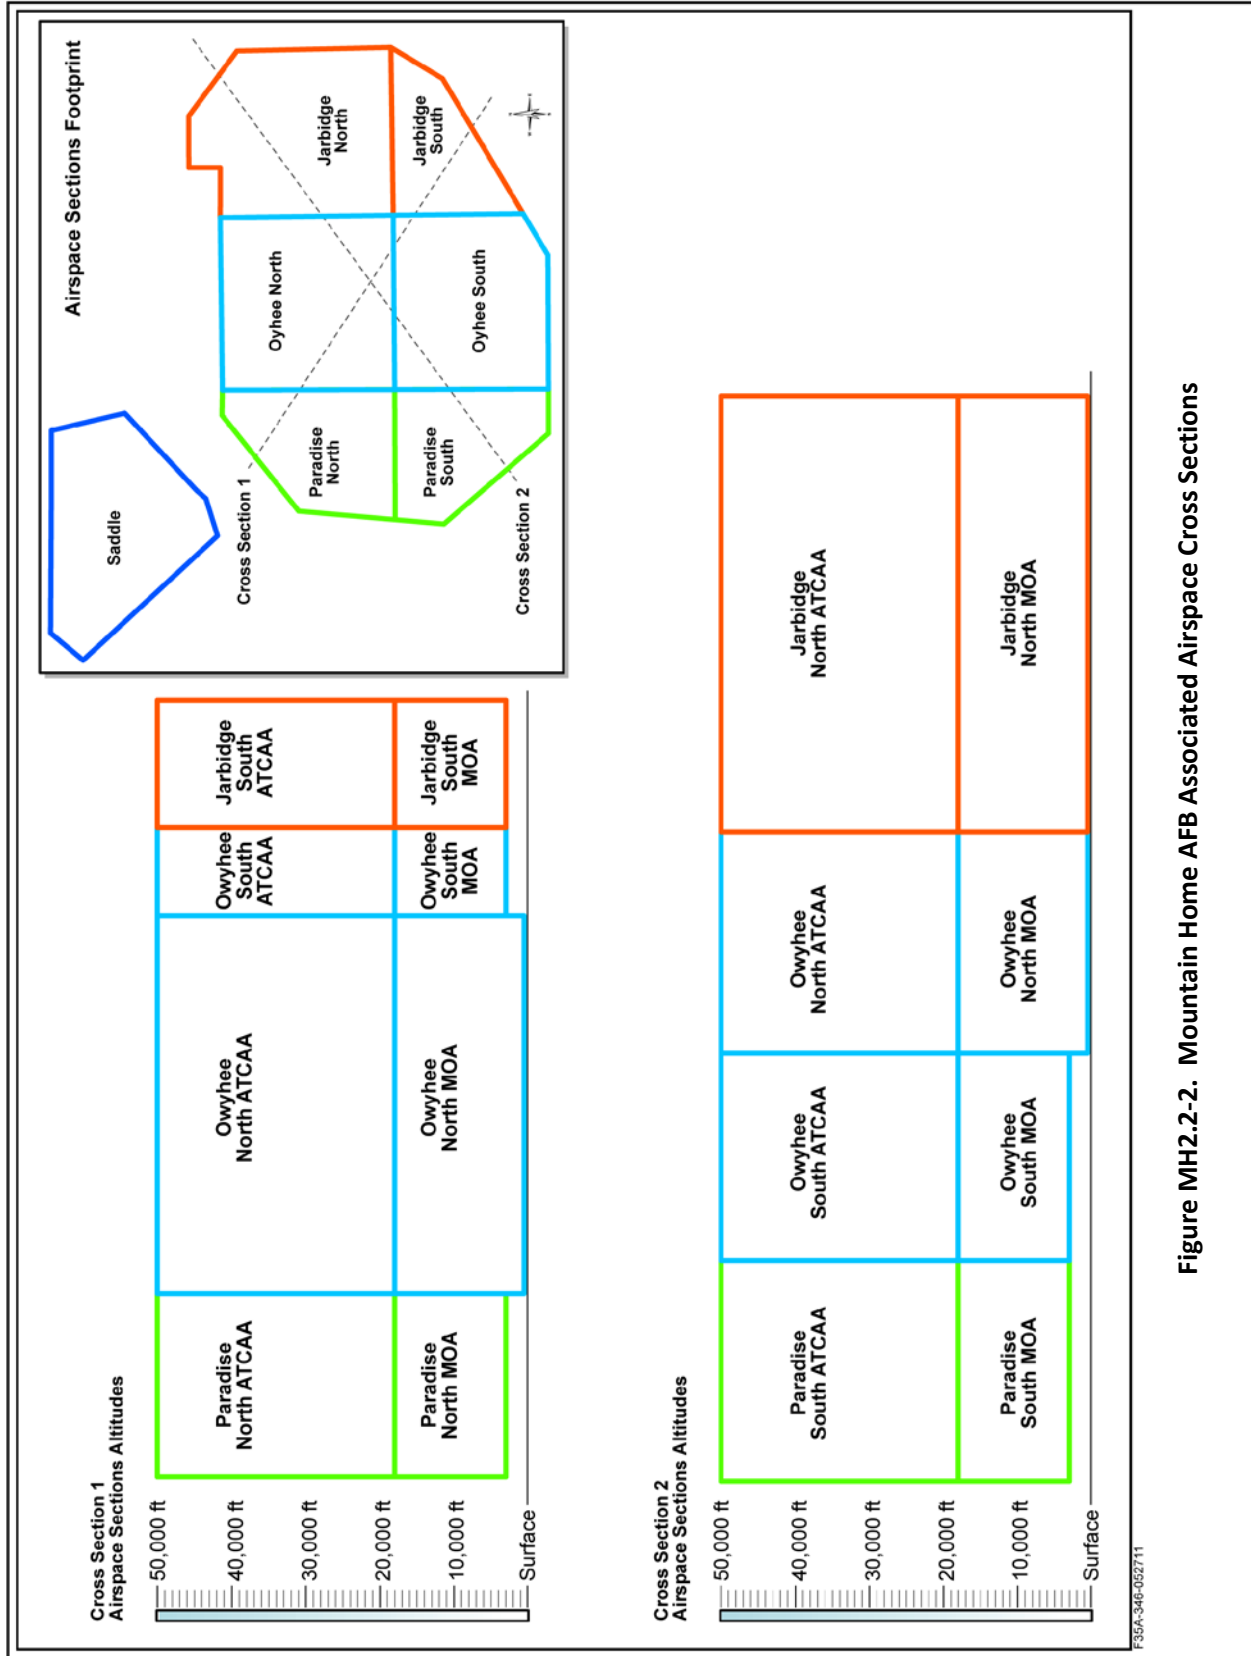 Cross Section 1
Airspace Sections Altitudes
50,000 ft
40,000 ft
30,000 ft
20,000 ft
10,000 ft
Surface
Paradise
North ATCAA
Owyhee
North ATCAA
Owyhee
South
ATCAA
Jarbidge
South
ATCAA
Paradise
North MOA
Owyhee
North MOA
Owyhee
South
MOA
Jarbidge
South
MOA
Airspace Sections Footprint
Saddle
Cross Section 1
Cross Section 2
Paradise
North
Oyhee North
Jarbidge
North
Paradise
South
Oyhee South
Jarbidge
South
Cross Section 2
Airspace Sections Altitudes
50,000 ft
40,000 ft
30,000 ft
20,000 ft
10,000 ft
Surface
Paradise
South ATCAA
Owyhee
South ATCAA
Owyhee
North ATCAA
Jarbidge
North ATCAA
Paradise
South MOA
Owyhee
South MOA
Owyhee
North MOA
Jarbidge
North MOA
F35A-346-052711
Figure MH2.2-2. Mountain Home AFB Associated Airspace Cross Sections